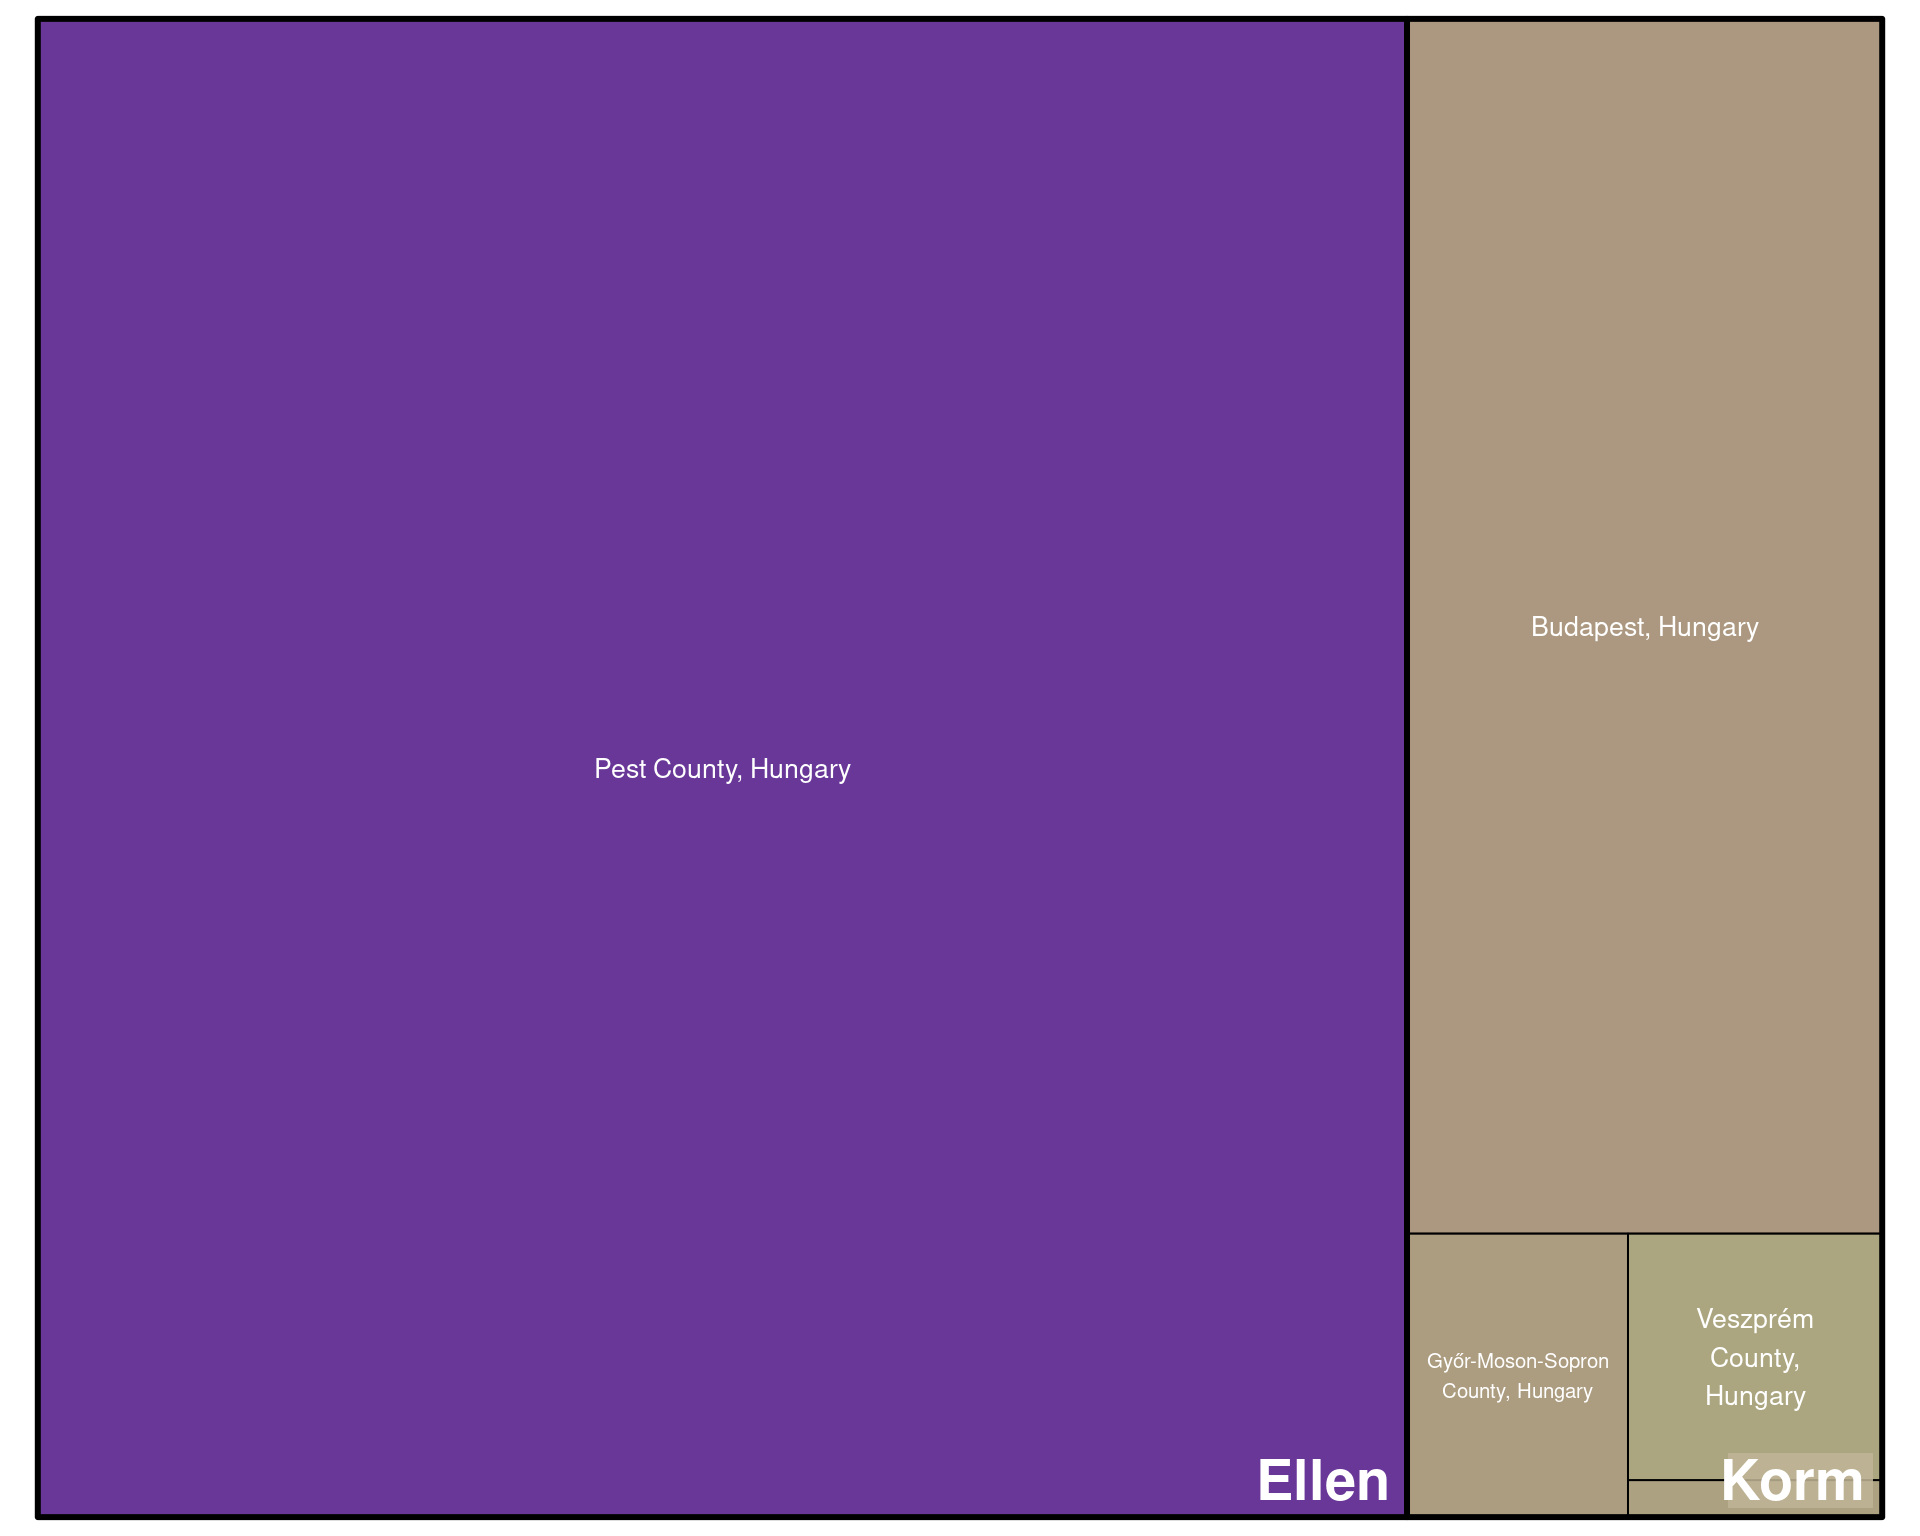 Pest County, Hungary
Ellen
Budapest, Hungary
Győr-Moson-Sopron
County, Hungary
Veszprém
County,
Hungary
Korm